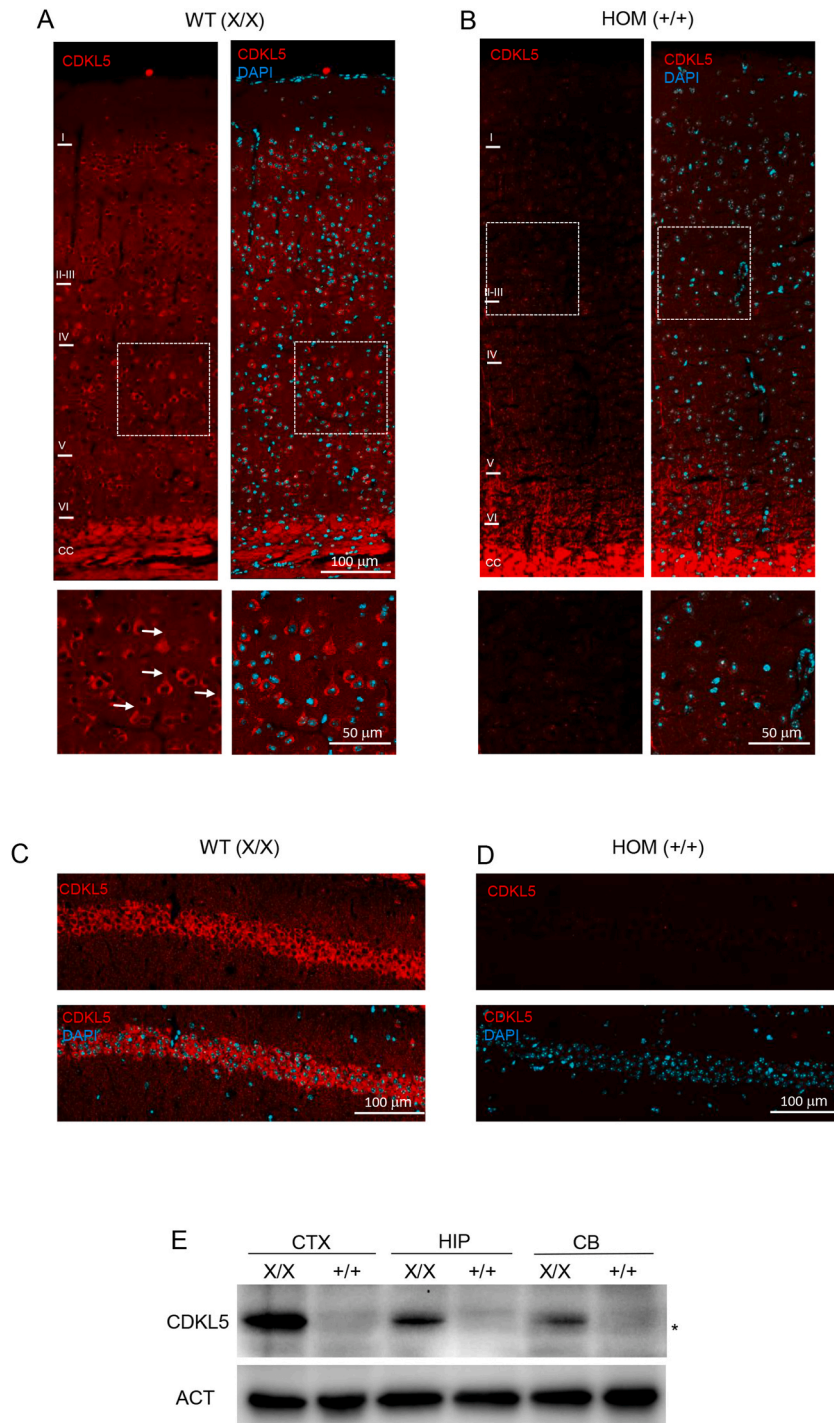 A
WT (X/X)
CDKL5
CDKL5
DAPI
I
II-III
IV
V
VI
CC
100 μm
50 μm
B
HOM (+/+)
CDKL5
CDKL5
DAPI
I
II-III
IV
V
VI
CC
50 μm
C
WT (X/X)
CDKL5
CDKL5
DAPI
100 μm
D
HOM (+/+)
CDKL5
CDKL5
DAPI
100 μm
E
CTX HIP CB
X/X +/+ X/X +/+ X/X +/+
CDKL5 *
ACT